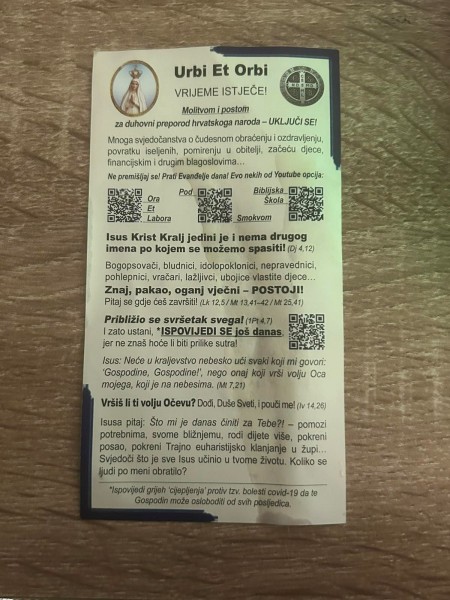 Urbi Et Orbi
VRIJEME ISTJEČE!
Molitvom i postom
za duhovni preporod hrvatskoga naroda – UKLJUČI SE!
Mnoga svjedočanstva o čudesnom obraćenju i ozdravljenju,
povratku iseljenih, pomirenju u obitelji, začeću djece,
financijskim i drugim blagoslovima...
Ne premišljaj se! Prati Evanđelje dana! Evo nekih od Youtube opcija:
Ora
Et
Labora
Pod
Smokvom
Biblijska
Škola
Isus Krist Kralj jedini je i nema drugog
imena po kojem se možemo spasiti! (Dj 4,12)
Bogopsovači, bludnici, idolopoklonici, nepravednici,
pohlepnici, vračari, lažljivci, ubojice vlastite djece...
Znaj, pakao, oganj vječni – POSTOJI!
Pitaj se gdje ćeš završiti! (Lk 12,5 / Mt 13,41–42 / Mt 25,41)
Približio se svršetak svega! (1Pt 4,7)
I zato ustani, *ISPOVIJEDI SE još danas,
jer ne znaš hoće li biti prilike sutra!
Isus: Neće u kraljevstvo nebesko ući svaki koji mi govori:
'Gospodine, Gospodine!', nego onaj koji vrši volju Oca
mojega, koji je na nebesima. (Mt 7,21)
Vršiš li ti volju Očevu? Dođi, Duše Sveti, i pouči me! (Iv 14,26)
Isusa pitaj: Što mi je danas činiti za Tebe?! – pomozi
potrebnima, svome bližnjemu, rodi dijete više, pokreni
posao, pokreni Trajno euharistijsko klanjanje u župi...
Svjedoči što je sve Isus učinio u tvome životu. Koliko se
ljudi po meni obratilo?
*Ispovijedi grijeh 'cijepljenja' protiv tzv. bolesti covid-19 da te
Gospodin može osloboditi od svih posljedica.